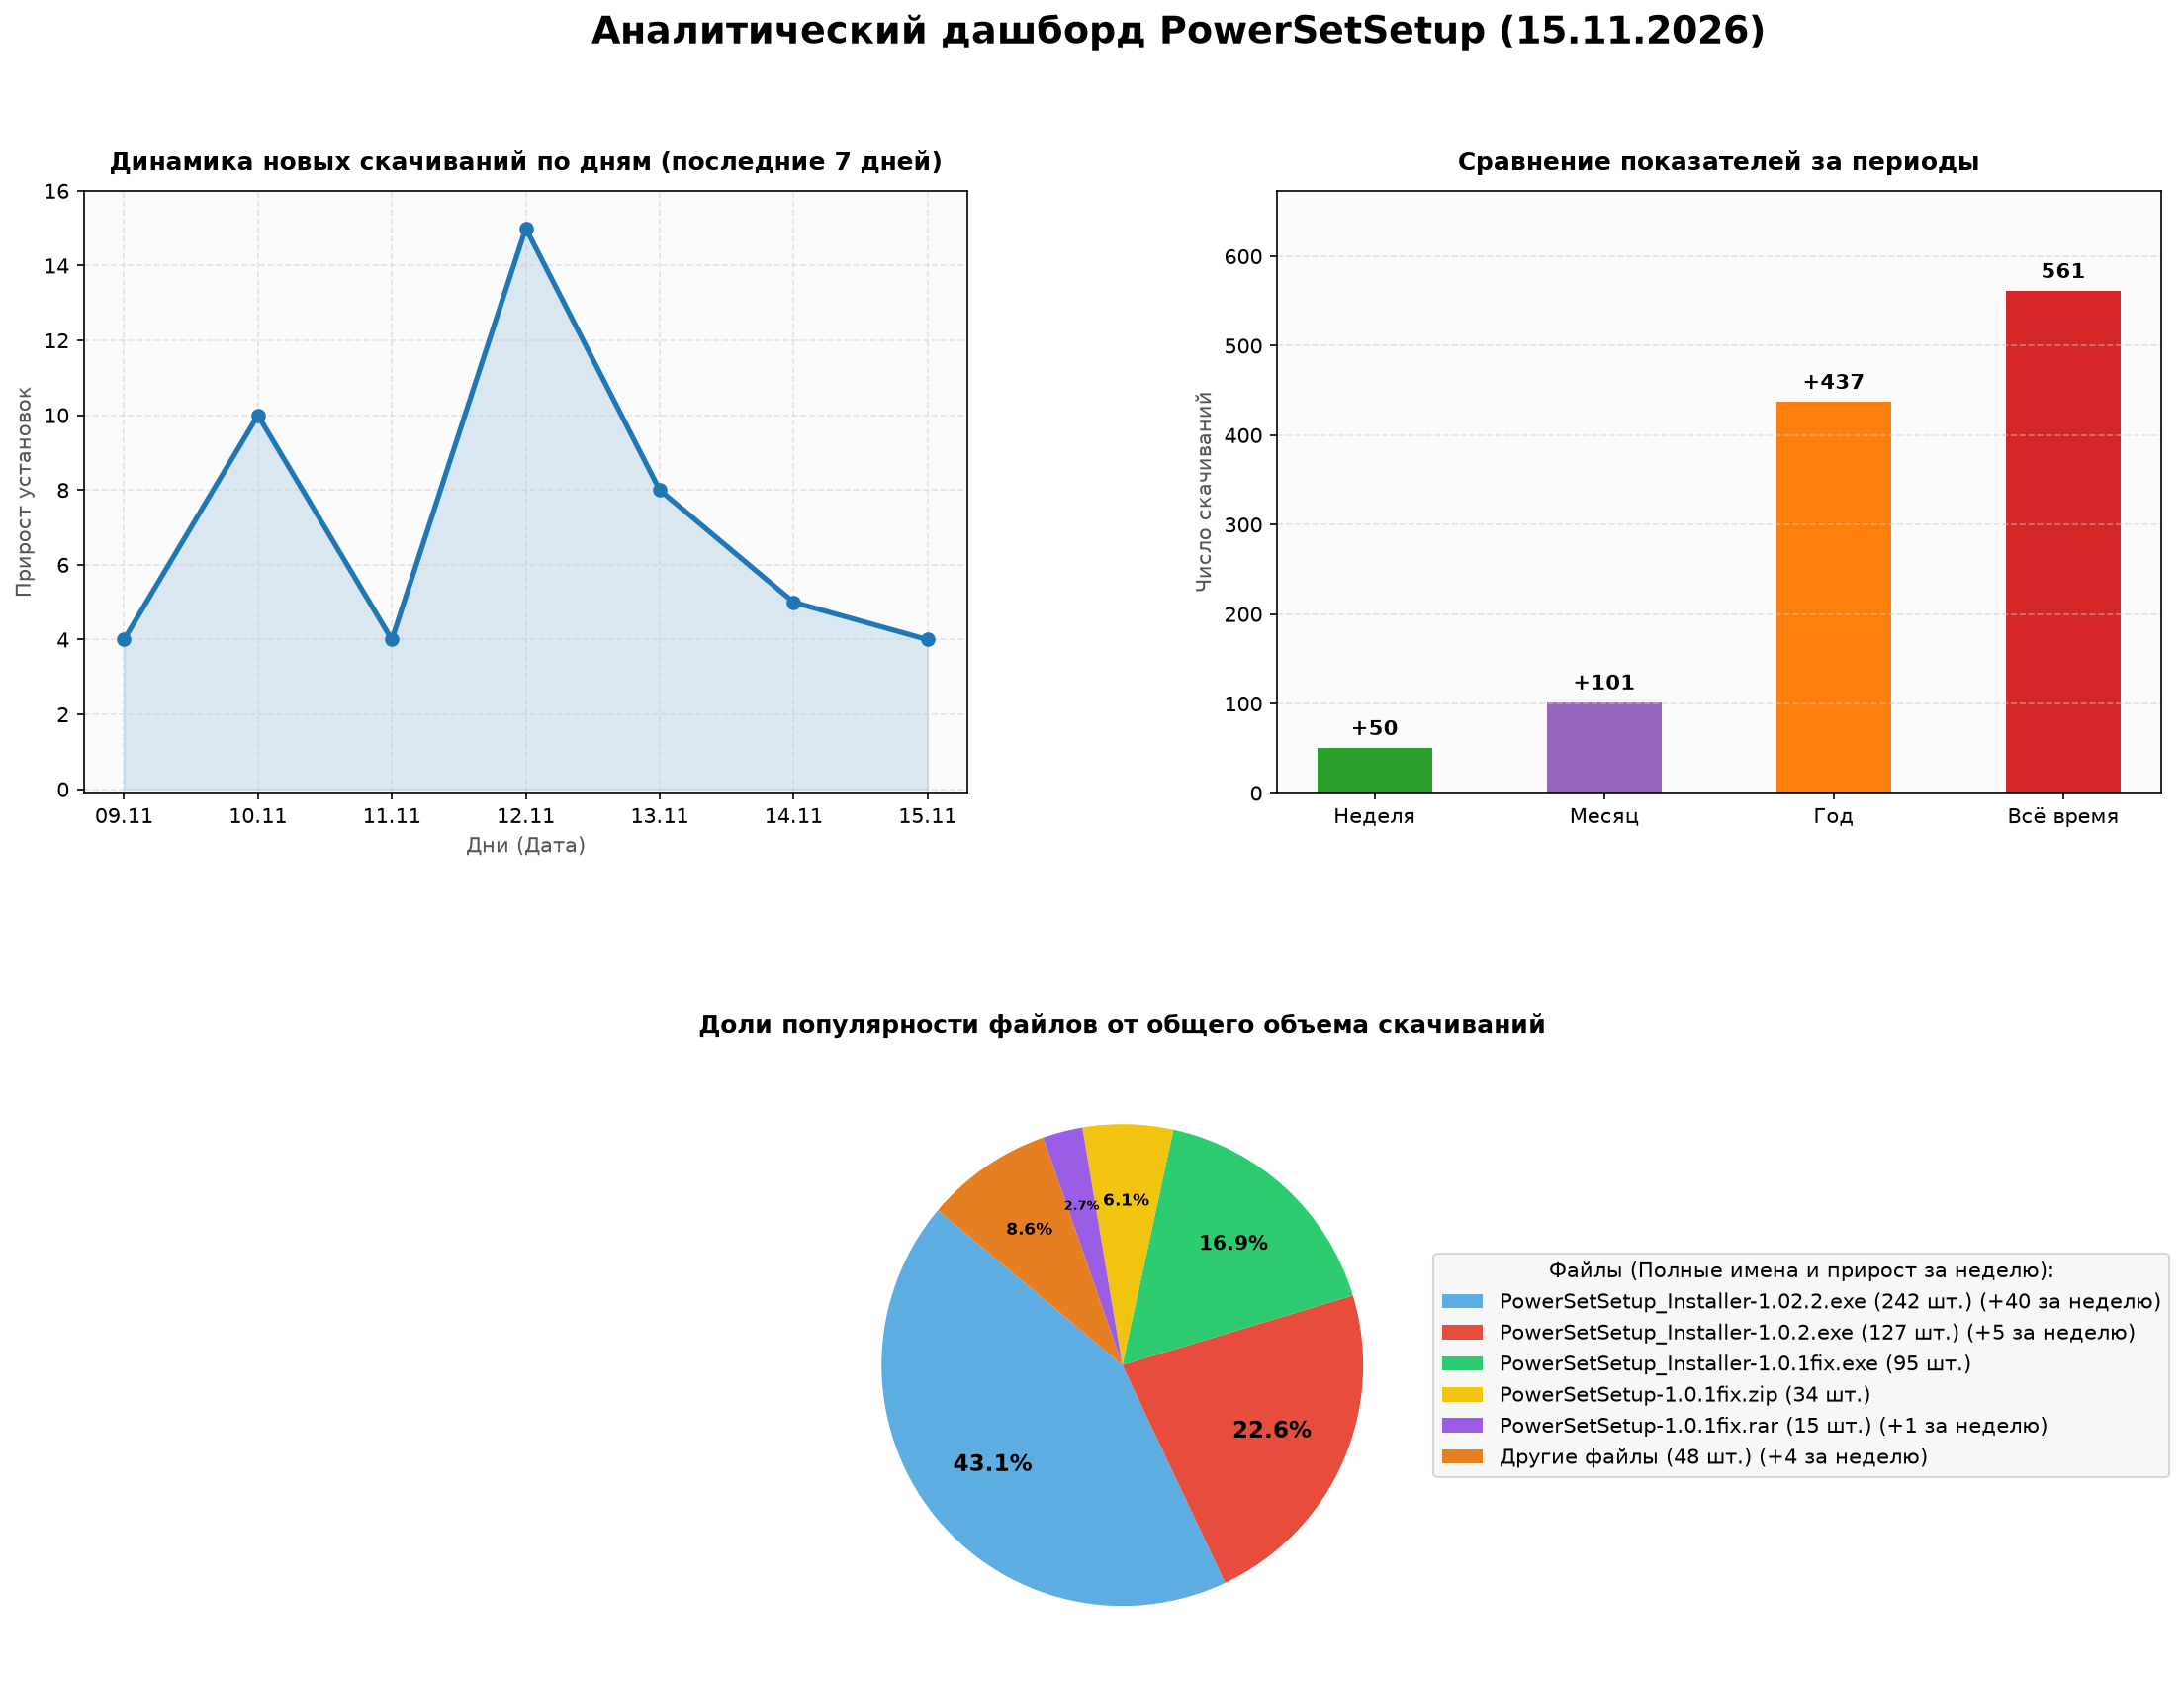 Аналитический дашборд PowerSetSetup (15.11.2026)
Динамика новых скачиваний по дням (последние 7 дней)
16
14
12
10
8
6
4
2
0
Прирост установок
09.11 10.11 11.11 12.11 13.11 14.11 15.11
Дни (Дата)
Сравнение показателей за периоды
600
500
400
300
200
100
0
Число скачиваний
+50
+101
+437
561
Неделя Месяц Год Всё время
Доли популярности файлов от общего объема скачиваний
43.1%
22.6%
16.9%
6.1%
2.7%
8.6%
Файлы (Полные имена и прирост за неделю):
PowerSetSetup_Installer-1.02.2.exe (242 шт.) (+40 за неделю)
PowerSetSetup_Installer-1.0.2.exe (127 шт.) (+5 за неделю)
PowerSetSetup_Installer-1.0.1fix.exe (95 шт.)
PowerSetSetup-1.0.1fix.zip (34 шт.)
PowerSetSetup-1.0.1fix.rar (15 шт.) (+1 за неделю)
Другие файлы (48 шт.) (+4 за неделю)